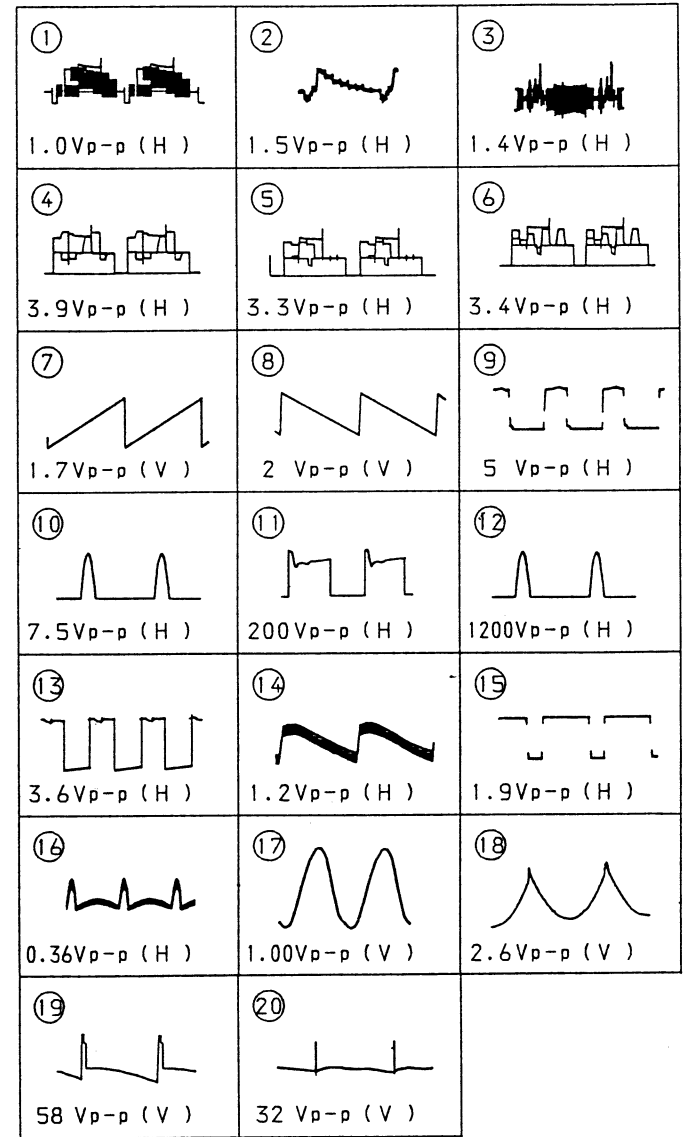 ① ② ③
1.0Vp-p (H) 1.5Vp-p (H) 1.4Vp-p (H)
④ ⑤ ⑥
3.9Vp-p (H) 3.3Vp-p (H) 3.4Vp-p (H)
⑦ ⑧ ⑨
1.7Vp-p (V) 2 Vp-p (V) 5 Vp-p (H)
⑩ ⑪ ⑫
7.5Vp-p (H) 200Vp-p (H) 1200Vp-p (H)
⑬ ⑭ ⑮
3.6Vp-p (H) 1.2Vp-p (H) 1.9Vp-p (H)
⑯ ⑰ ⑱
0.36Vp-p (H) 1.00Vp-p (V) 2.6Vp-p (V)
⑲ ⑳
58 Vp-p (V) 32 Vp-p (V)